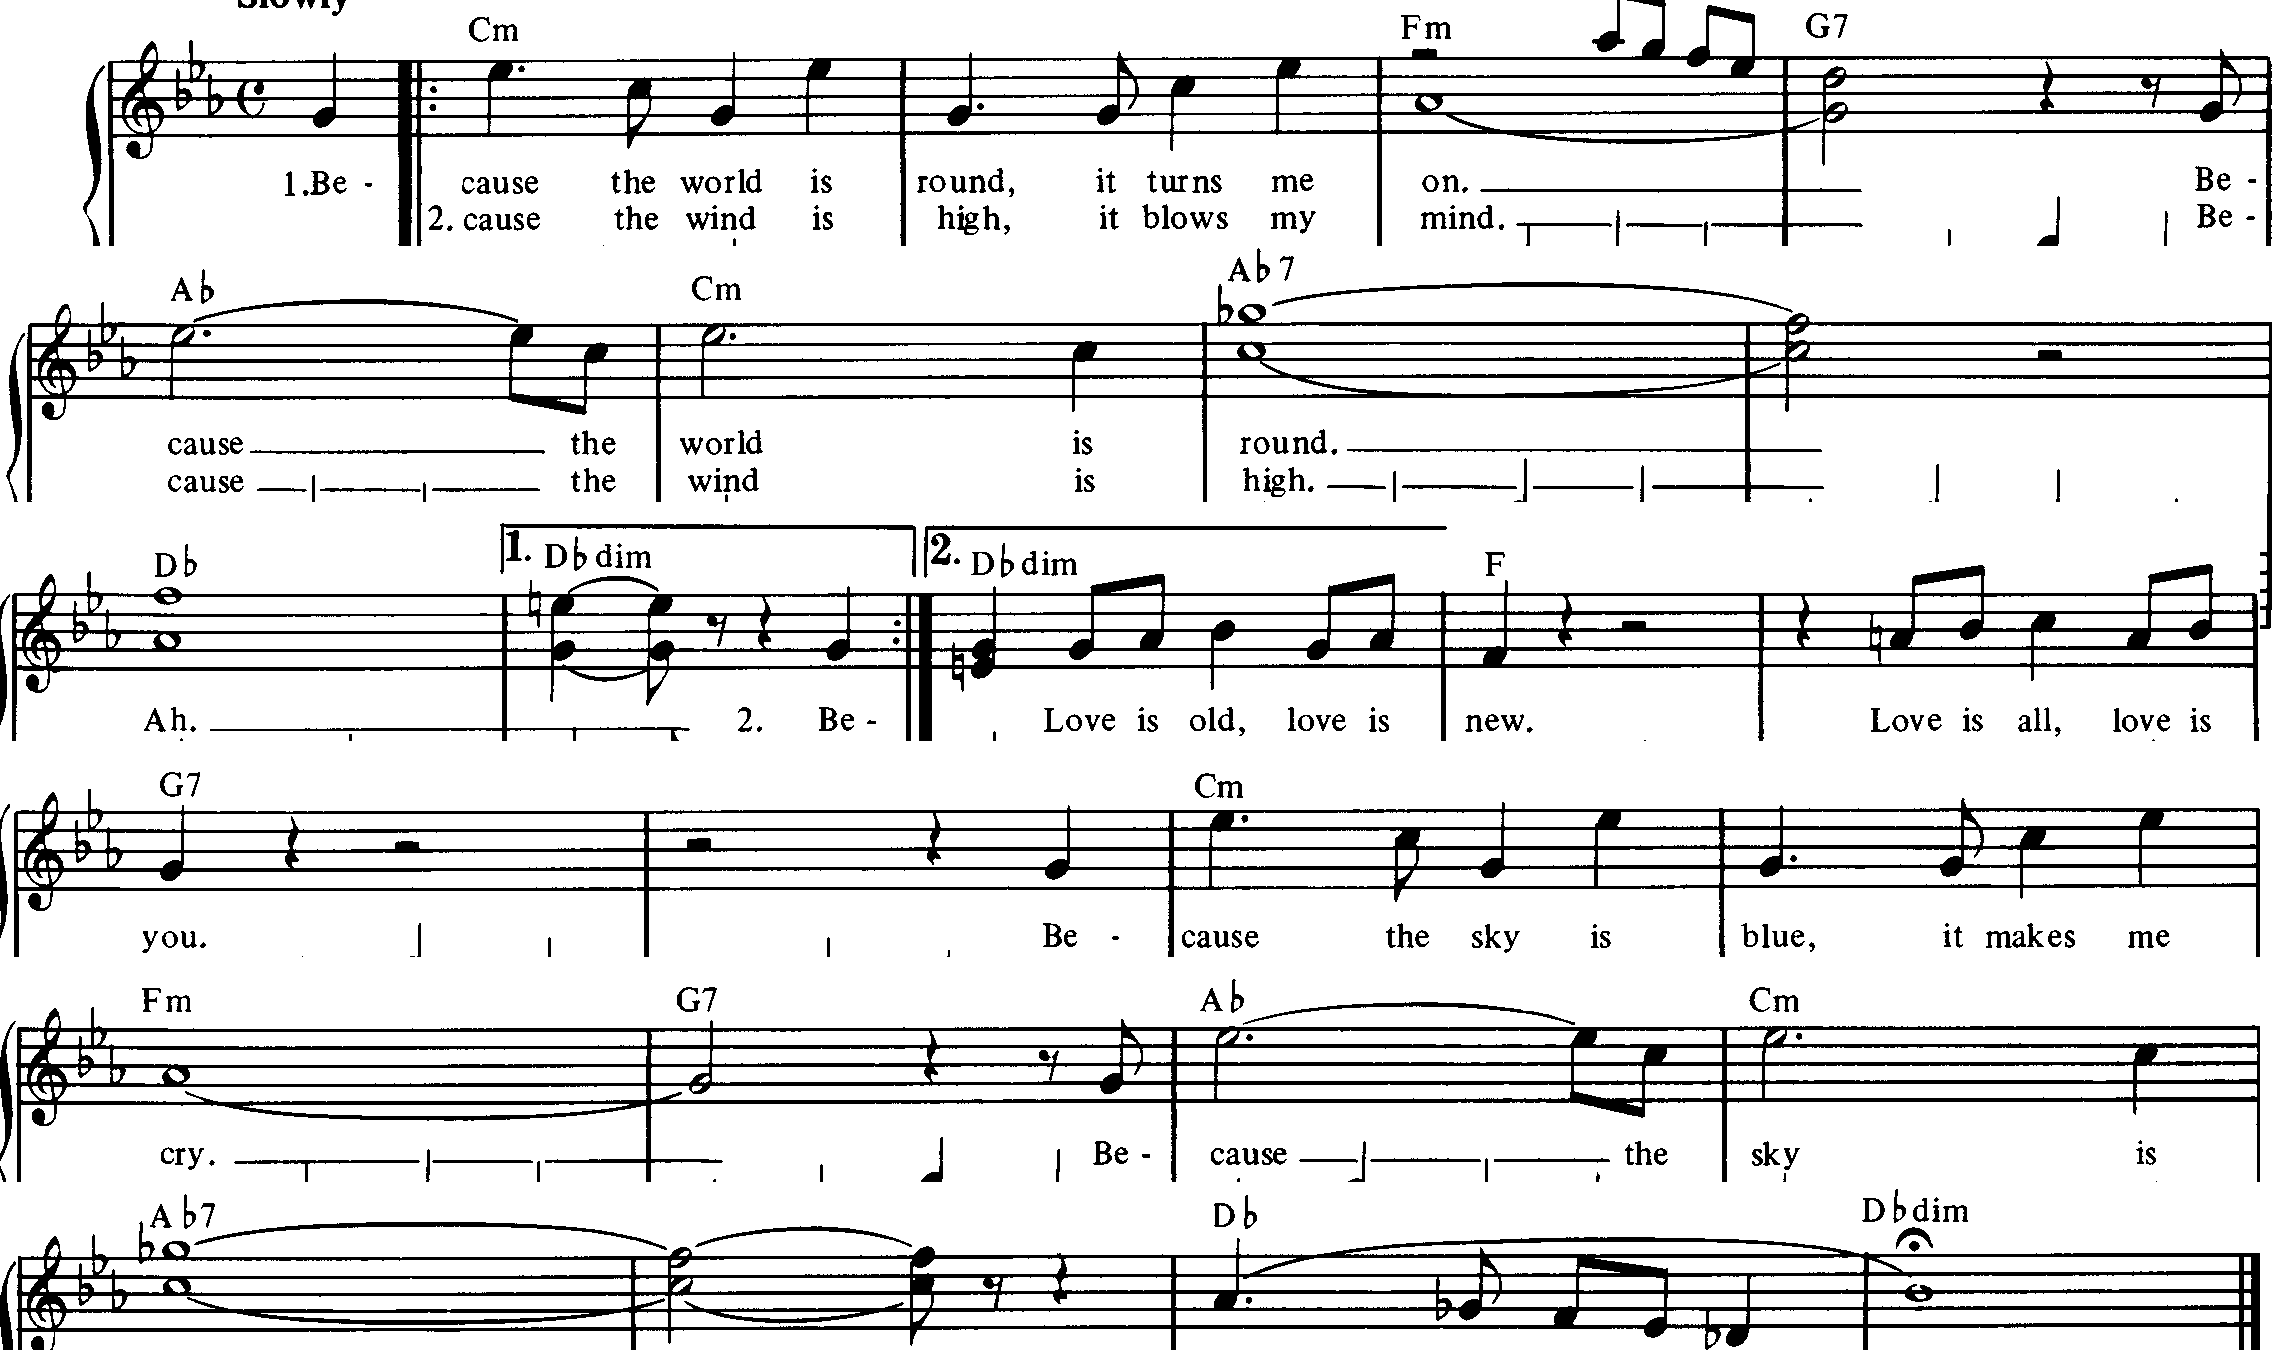 Slowly
Cm Fm G7
1.Be - cause the world is round, it turns me on. Be -
2. cause the wind is high, it blows my mind. Be -
A♭ Cm A♭7
cause the world is round.
cause the wind is high.
D♭ 1. D♭dim 2. D♭dim F
Ah. 2. Be - Love is old, love is new. Love is all, love is
G7 Cm
you. Be - cause the sky is blue, it makes me
Fm G7 A♭ Cm
cry. Be - cause the sky is
A♭7 D♭ D♭dim